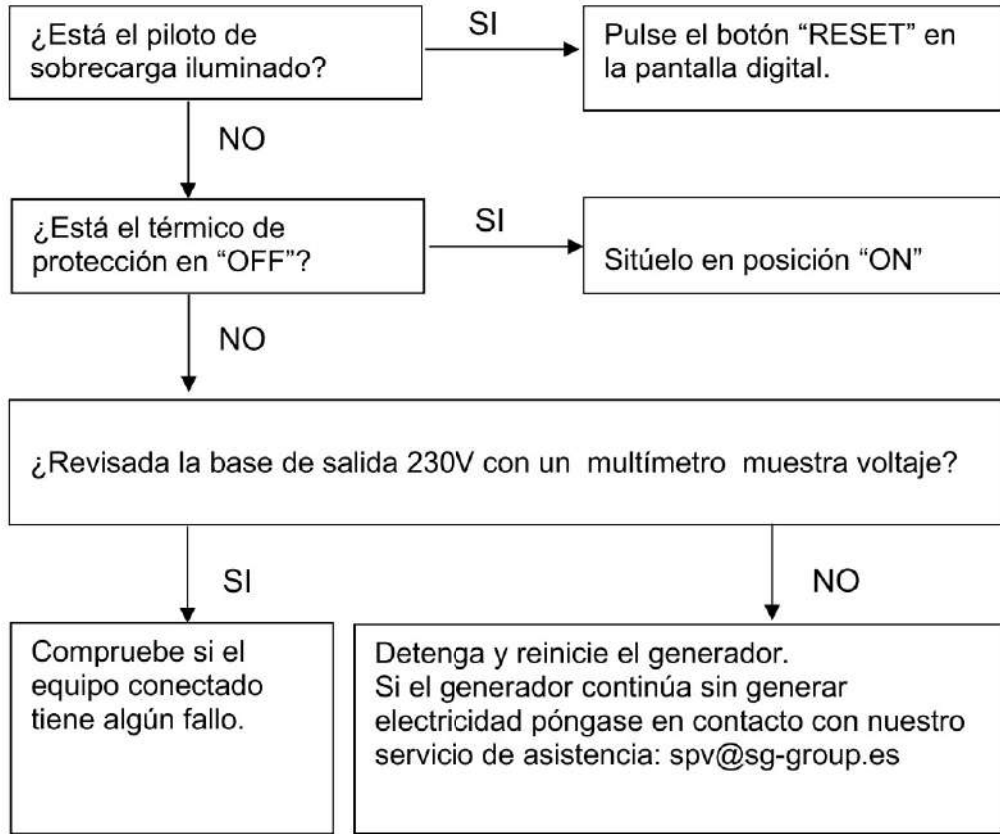 ¿Está el piloto de
sobrecarga iluminado?
SI
Pulse el botón “RESET” en
la pantalla digital.
NO
¿Está el térmico de
protección en “OFF”?
SI
Sitúelo en posición “ON”
NO
¿Revisada la base de salida 230V con un multímetro muestra voltaje?
SI
NO
Compruebe si el
equipo conectado
tiene algún fallo.
Detenga y reinicie el generador.
Si el generador continúa sin generar
electricidad póngase en contacto con nuestro
servicio de asistencia: spv@sg-group.es